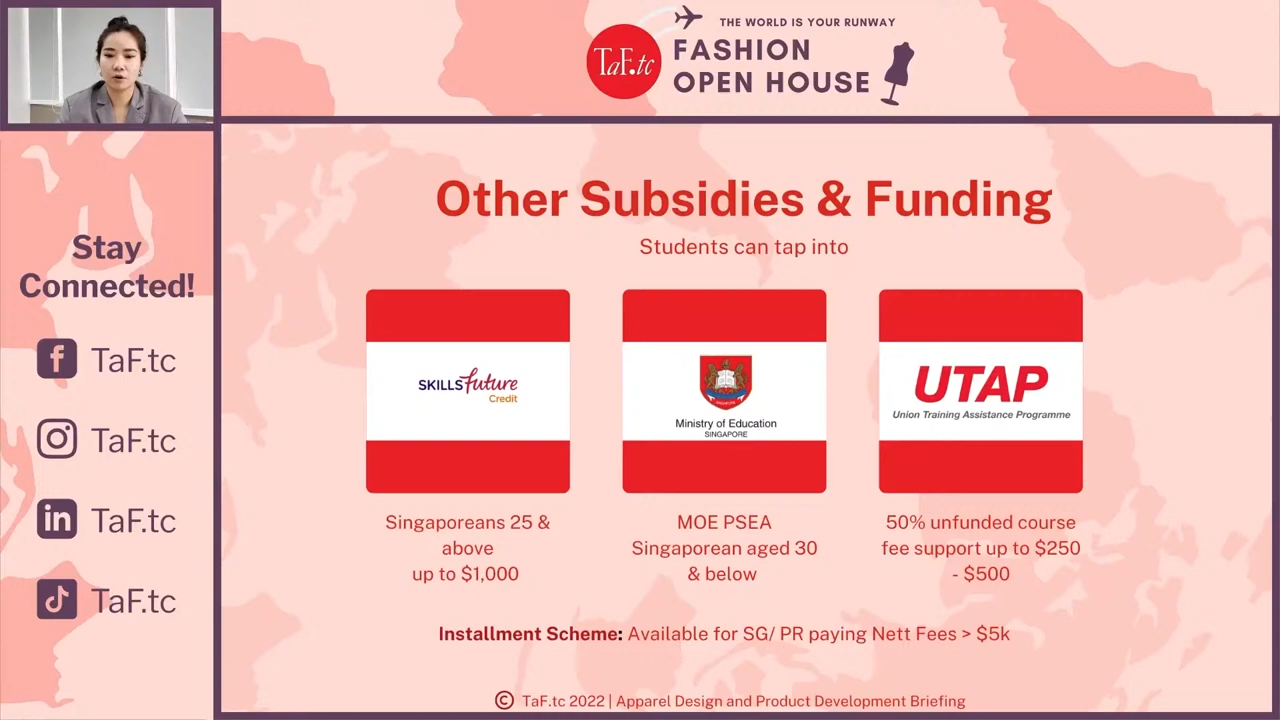 THE WORLD IS YOUR RUNWAY
TaF.tc
FASHION
OPEN HOUSE
Stay
Connected!
TaF.tc
TaF.tc
TaF.tc
TaF.tc
Other Subsidies & Funding
Students can tap into
SKILLSfuture
Credit
Ministry of Education
SINGAPORE
UTAP
Union Training Assistance Programme
Singaporeans 25 &
above
up to $1,000
MOE PSEA
Singaporean aged 30
& below
50% unfunded course
fee support up to $250
- $500
Installment Scheme: Available for SG/ PR paying Nett Fees > $5k
© TaF.tc 2022 | Apparel Design and Product Development Briefing